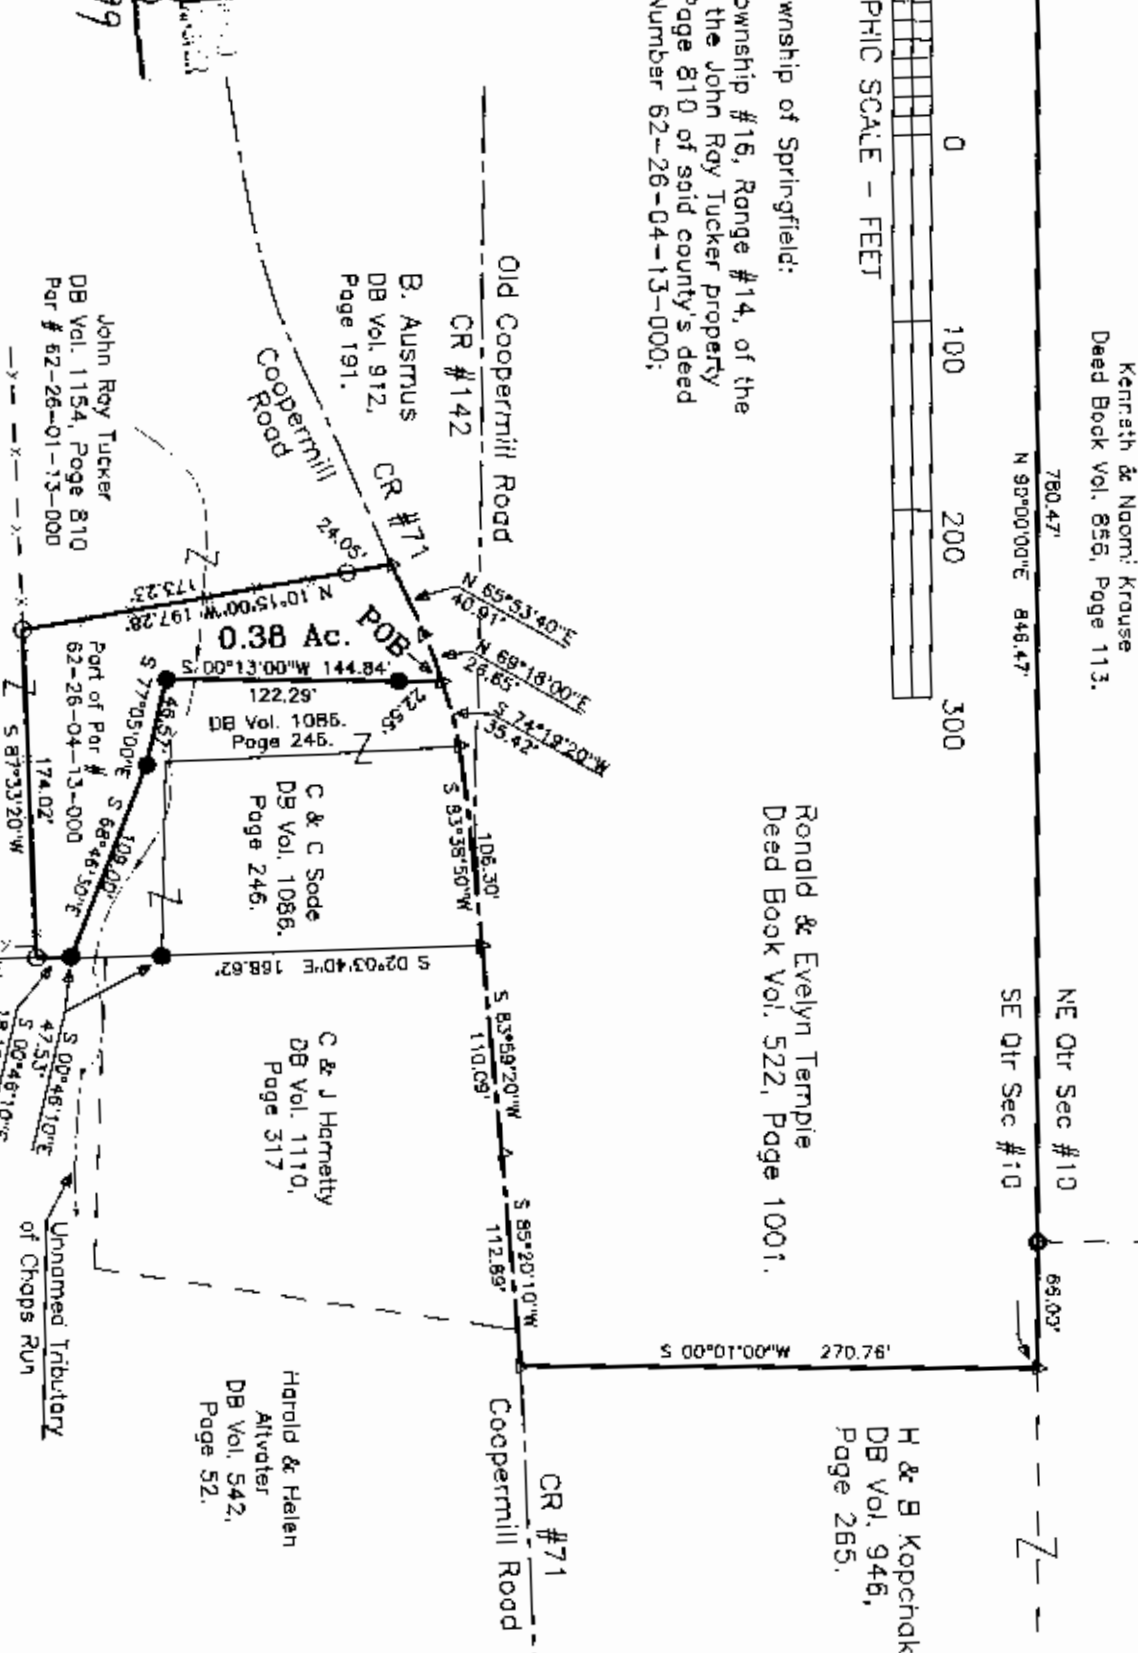 Kenneth & Naomi Krause
Deed Book Vol. 856, Page 113.
780.47'
N 90°00'00"E 846.47'
NE Qtr Sec #10
SE Qtr Sec #10
66.00'
0 100 200 300
PHIC SCALE - FEET
wnship of Springfield:
ownship #16, Range #14, of the
the John Ray Tucker property
Page 810 of said county's deed
Number 62-26-04-13-000;
Ronald & Evelyn Temple
Deed Book Vol. 522, Page 1001.
S 00°01'00"W 270.76'
H & B Kopchak
DB Vol. 946,
Page 265.
Old Coopermill Road
CR #142
B. Ausmus
DB Vol. 912,
Page 191.
Coopermill
Road
CR #71
N 65°53'40"E
40.91'
N 69°18'00"E
26.65'
S 74°19'20"W
35.42'
S 83°38'50"W
106.30'
S 83°59'20"W
110.09'
S 85°20'10"W
112.89'
CR #71
Coopermill Road
John Ray Tucker
DB Vol. 1154, Page 810
Par # 62-26-01-13-000
24.05'
173.23'
N 10°15'00"W 197.28'
POB
0.38 Ac.
S 00°13'00"W 144.84'
122.29'
22.55'
DB Vol. 1086.
Page 246.
C & C Sode
DB Vol. 1086.
Page 246.
S 02°03'40"E 168.62'
C & J Hametty
DB Vol. 1110,
Page 317
Harold & Helen
Altvater
DB Vol. 542,
Page 52.
Part of Par #
62-26-04-13-000
S 77°05'00"E
S 68°46'50"E
109.00'
174.02'
S 87°33'20"W
S 00°46'10"E
47.53'
S 00°46'10"E
Unnamed Tributary
of Chaps Run